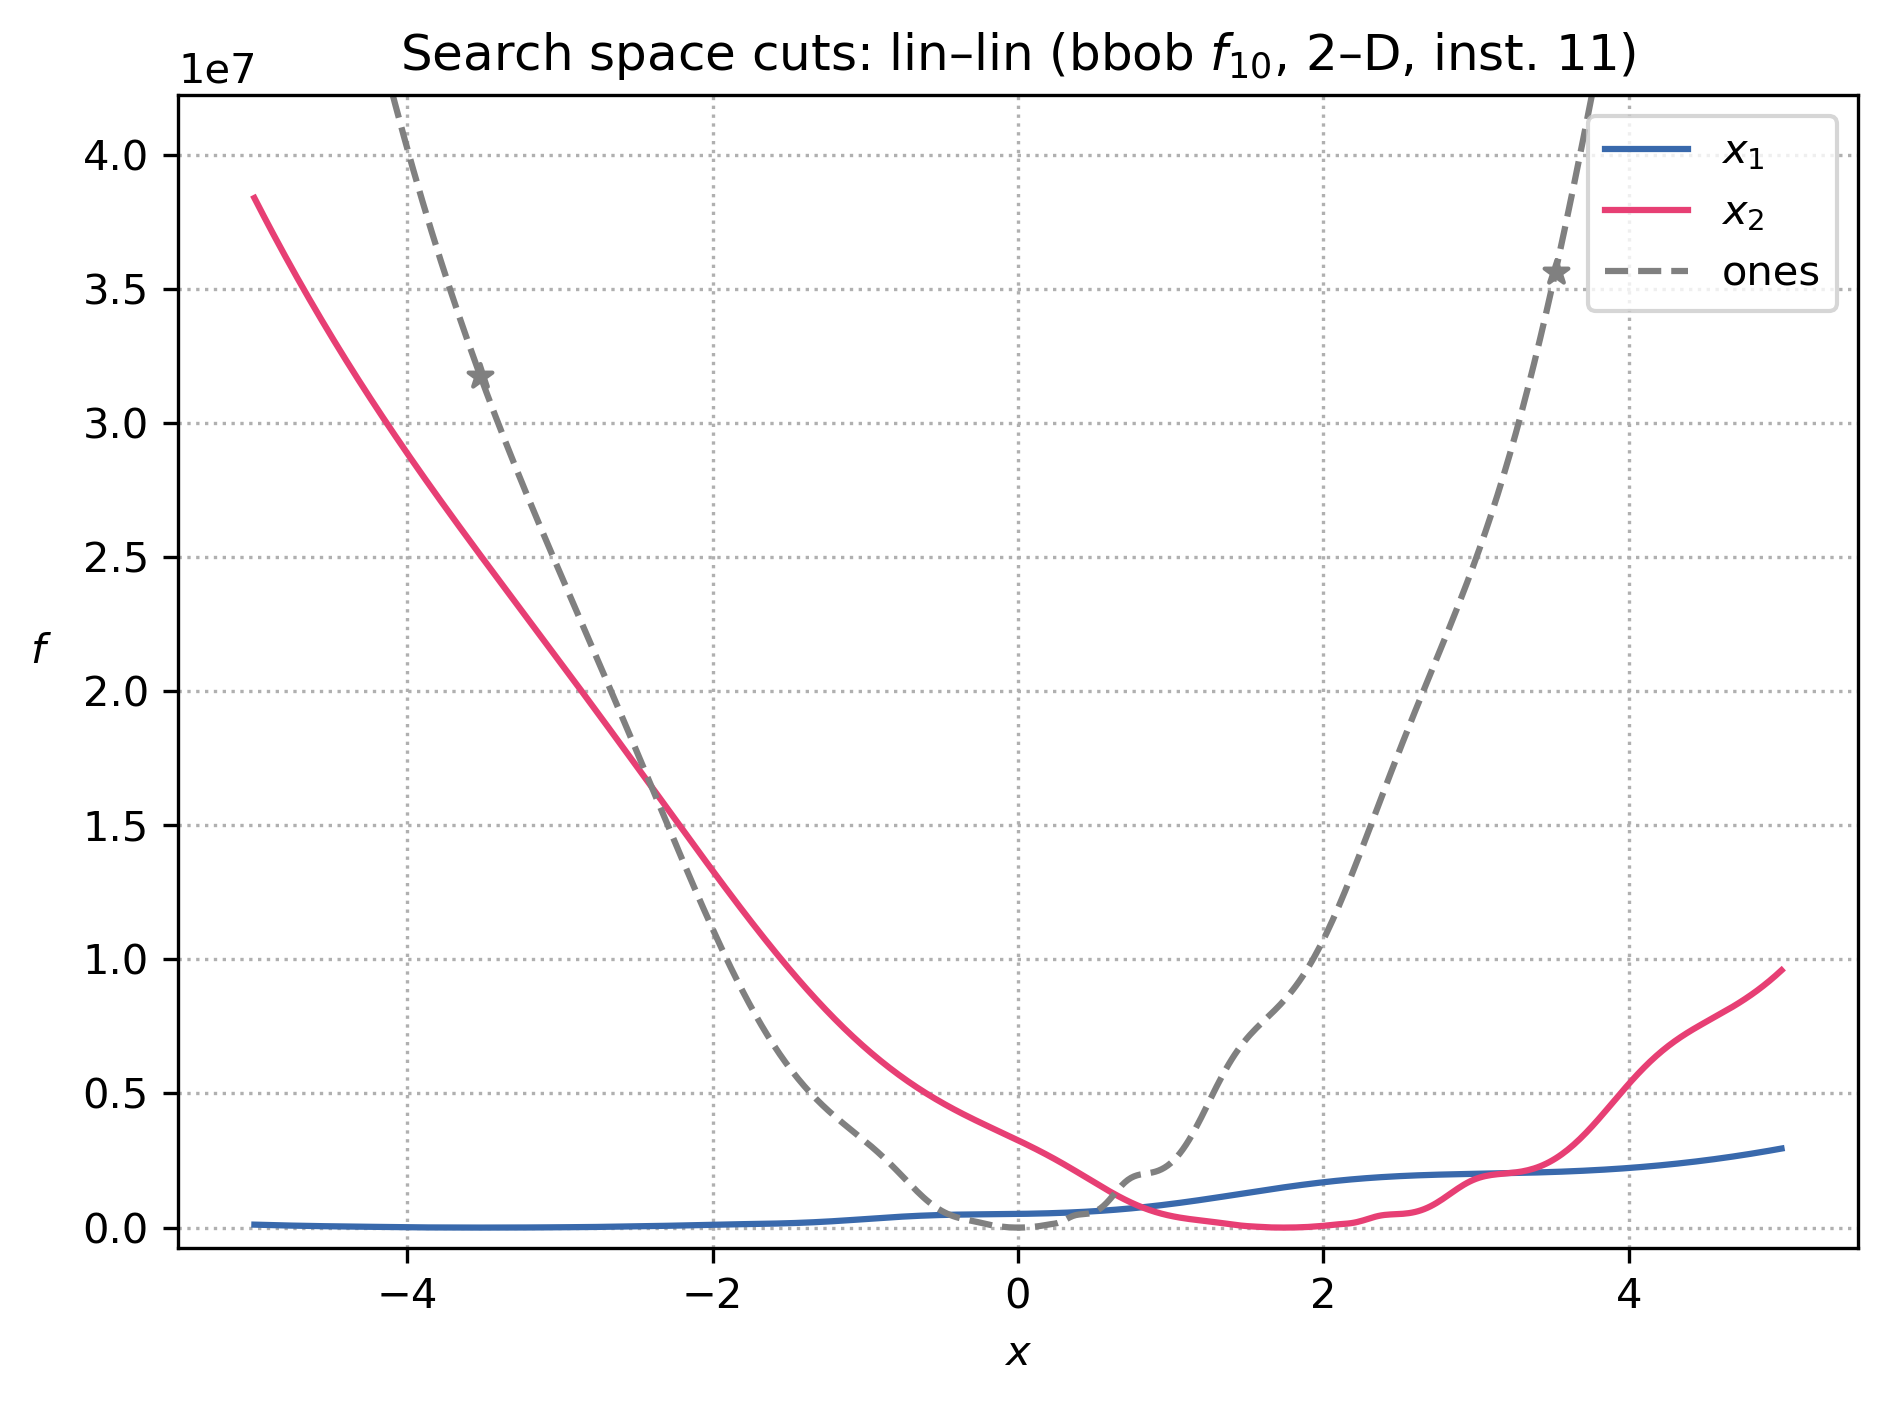 Search space cuts: lin–lin (bbob f10, 2–D, inst. 11)
1e7
4.0
3.5
3.0
2.5
2.0
1.5
1.0
0.5
0.0
f
x1
x2
ones
−4 −2 0 2 4
x